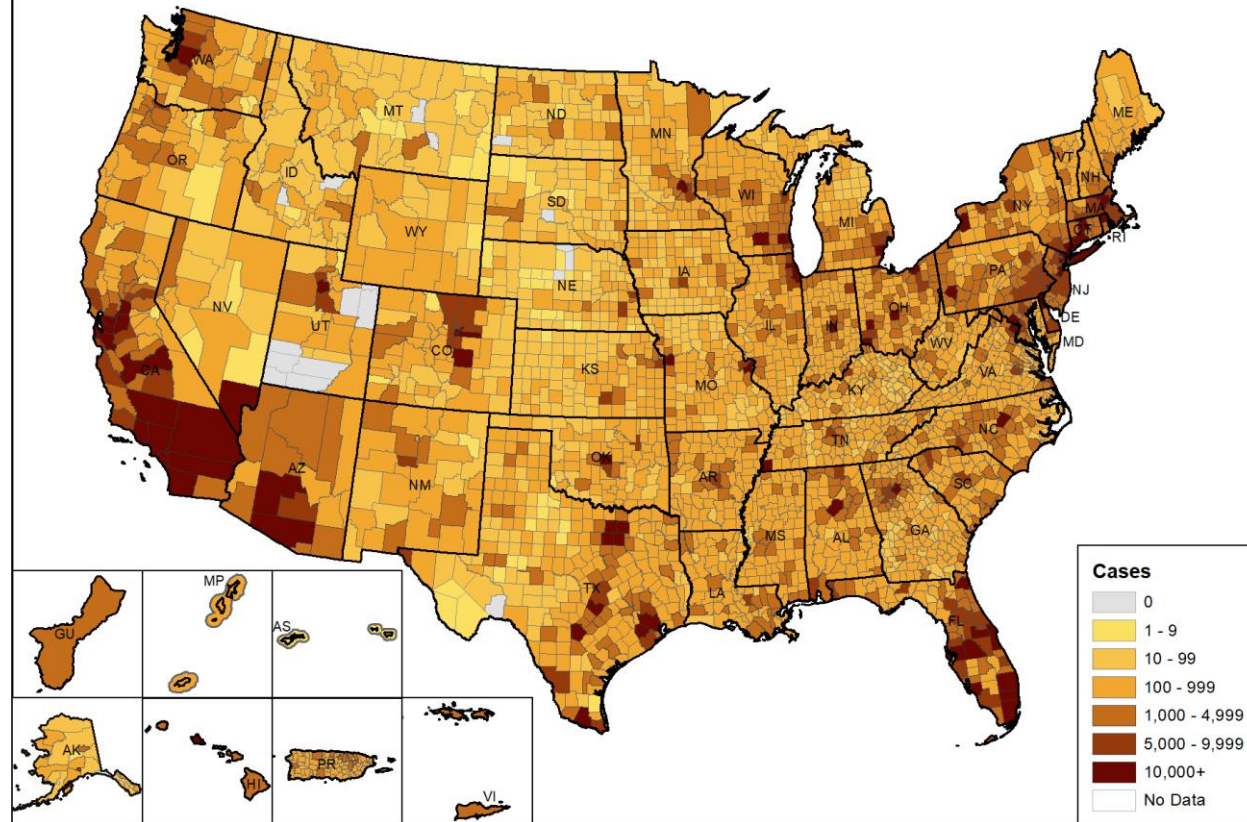 WA
MT
ND
MN
ME
OR
ID
SD
WI
MI
VT
NH
NY
MA
CT
RI
WY
IA
PA
NJ
NE
NV
UT
CO
IL
IN
OH
DE
MD
WV
VA
CA
KS
MO
KY
AZ
NM
OK
AR
TN
NC
SC
MS
AL
GA
TX
LA
FL
GU
MP
AS
AK
HI
PR
VI
Cases
0
1 - 9
10 - 99
100 - 999
1,000 - 4,999
5,000 - 9,999
10,000+
No Data